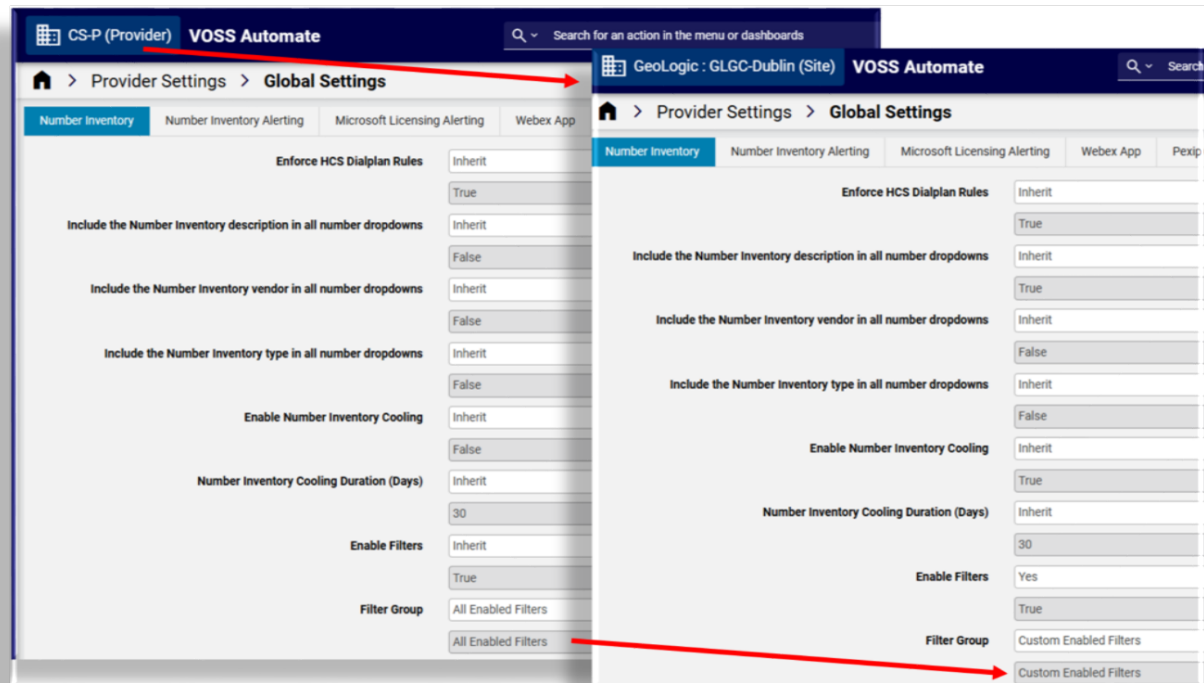 CS-P (Provider) VOSS Automate Search for an action in the menu or dashboards
Provider Settings > Global Settings
Number Inventory Number Inventory Alerting Microsoft Licensing Alerting Webex App
Enforce HCS Dialplan Rules Inherit
True
Include the Number Inventory description in all number dropdowns Inherit
False
Include the Number Inventory vendor in all number dropdowns Inherit
False
Include the Number Inventory type in all number dropdowns Inherit
False
Enable Number Inventory Cooling Inherit
False
Number Inventory Cooling Duration (Days) Inherit
30
Enable Filters Inherit
True
Filter Group All Enabled Filters
All Enabled Filters
GeoLogic : GLGC-Dublin (Site) VOSS Automate Search
Provider Settings > Global Settings
Number Inventory Number Inventory Alerting Microsoft Licensing Alerting Webex App Pexip
Enforce HCS Dialplan Rules Inherit
True
Include the Number Inventory description in all number dropdowns Inherit
True
Include the Number Inventory vendor in all number dropdowns Inherit
False
Include the Number Inventory type in all number dropdowns Inherit
False
Enable Number Inventory Cooling Inherit
True
Number Inventory Cooling Duration (Days) Inherit
30
Enable Filters Yes
True
Filter Group Custom Enabled Filters
Custom Enabled Filters